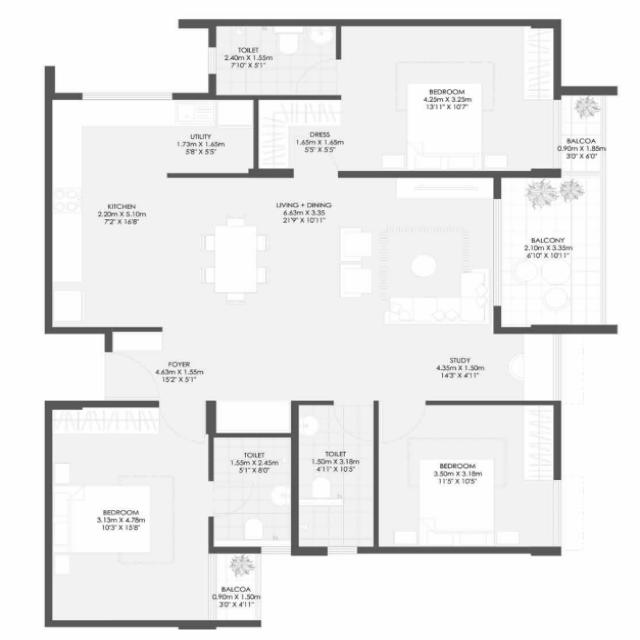 TOILET
2.40m X 1.55m
7'10" X 5'1"
BEDROOM
4.25m X 3.25m
13'11" X 10'7"
UTILITY
1.73m X 1.65m
5'8" X 5'5"
DRESS
1.65m X 1.65m
5'5" X 5'5"
BALCOA
0.90m X 1.85m
3'0" X 6'0"
KITCHEN
2.20m X 5.10m
7'2" X 16'8"
LIVING + DINING
6.63m X 3.35
21'9" X 10'11"
BALCONY
2.10m X 3.35m
6'10" X 10'11"
FOYER
4.63m X 1.55m
15'2" X 5'1"
STUDY
4.35m X 1.50m
14'3" X 4'11"
TOILET
1.55m X 2.45m
5'1" X 8'0"
TOILET
1.50m X 3.18m
4'11" X 10'5"
BEDROOM
3.50m X 3.18m
11'5" X 10'5"
BEDROOM
3.13m X 4.78m
10'3" X 15'8"
BALCOA
0.90m X 1.50m
3'0" X 4'11"